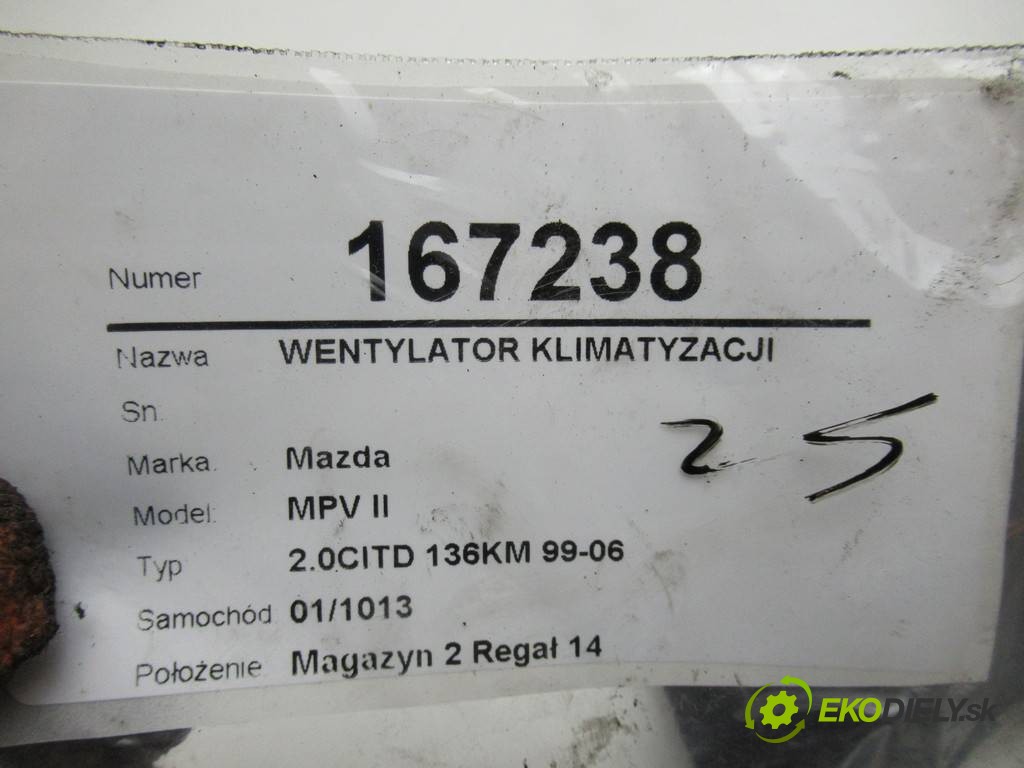 Numer 167238
Nazwa WENTYLATOR KLIMATYZACJI
Sn.
Marka. Mazda
Model: MPV II
Typ 2.0CITD 136KM 99-06
Samochód 01/1013
Położenie. Magazyn 2 Regał 14
25
EKODIELY.sk